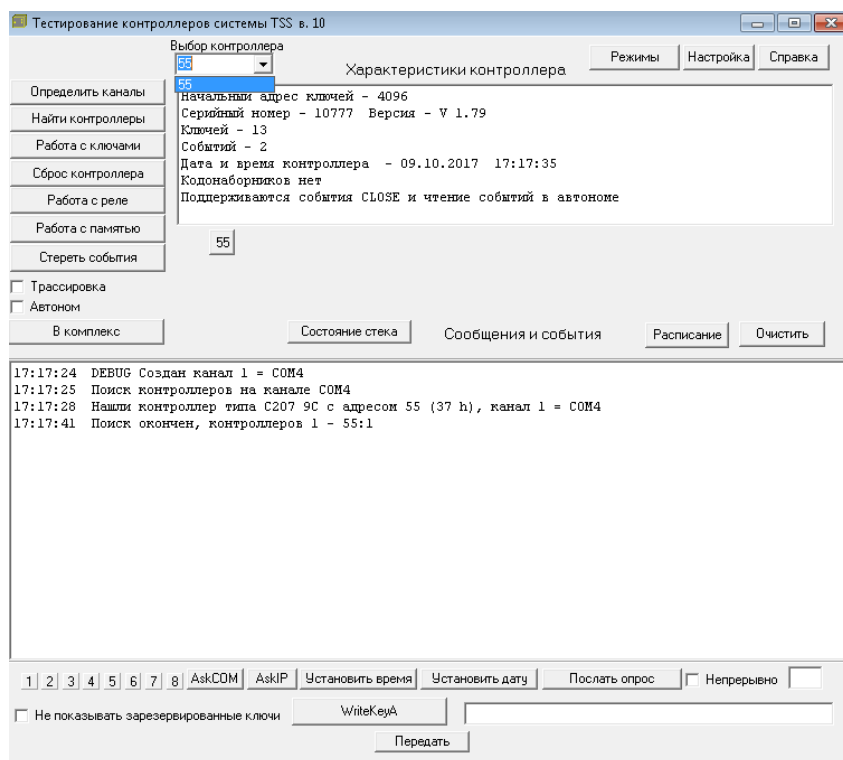 Тестирование контроллеров системы TSS в. 10
Выбор контроллера
55
55
Характеристики контроллера
Режимы
Настройка
Справка
Определить каналы
Найти контроллеры
Работа с ключами
Сброс контроллера
Работа с реле
Работа с памятью
Стереть события
Начальный адрес ключей - 4096
Серийный номер - 10777 Версия - V 1.79
Ключей - 13
Событий - 2
Дата и время контроллера - 09.10.2017 17:17:35
Кодонаборников нет
Поддерживаются события CLOSE и чтение событий в автономе
55
Трассировка
Автоном
В комплекс
Состояние стека
Сообщения и события
Расписание
Очистить
17:17:24 DEBUG Создан канал 1 = COM4
17:17:25 Поиск контроллеров на канале COM4
17:17:28 Нашли контроллер типа C207 9C с адресом 55 (37 h), канал 1 = COM4
17:17:41 Поиск окончен, контроллеров 1 - 55:1
1 2 3 4 5 6 7 8 AskCOM AskIP Установить время Установить дату Послать опрос Непрерывно
Не показывать зарезервированные ключи
WriteKeyA
Передать